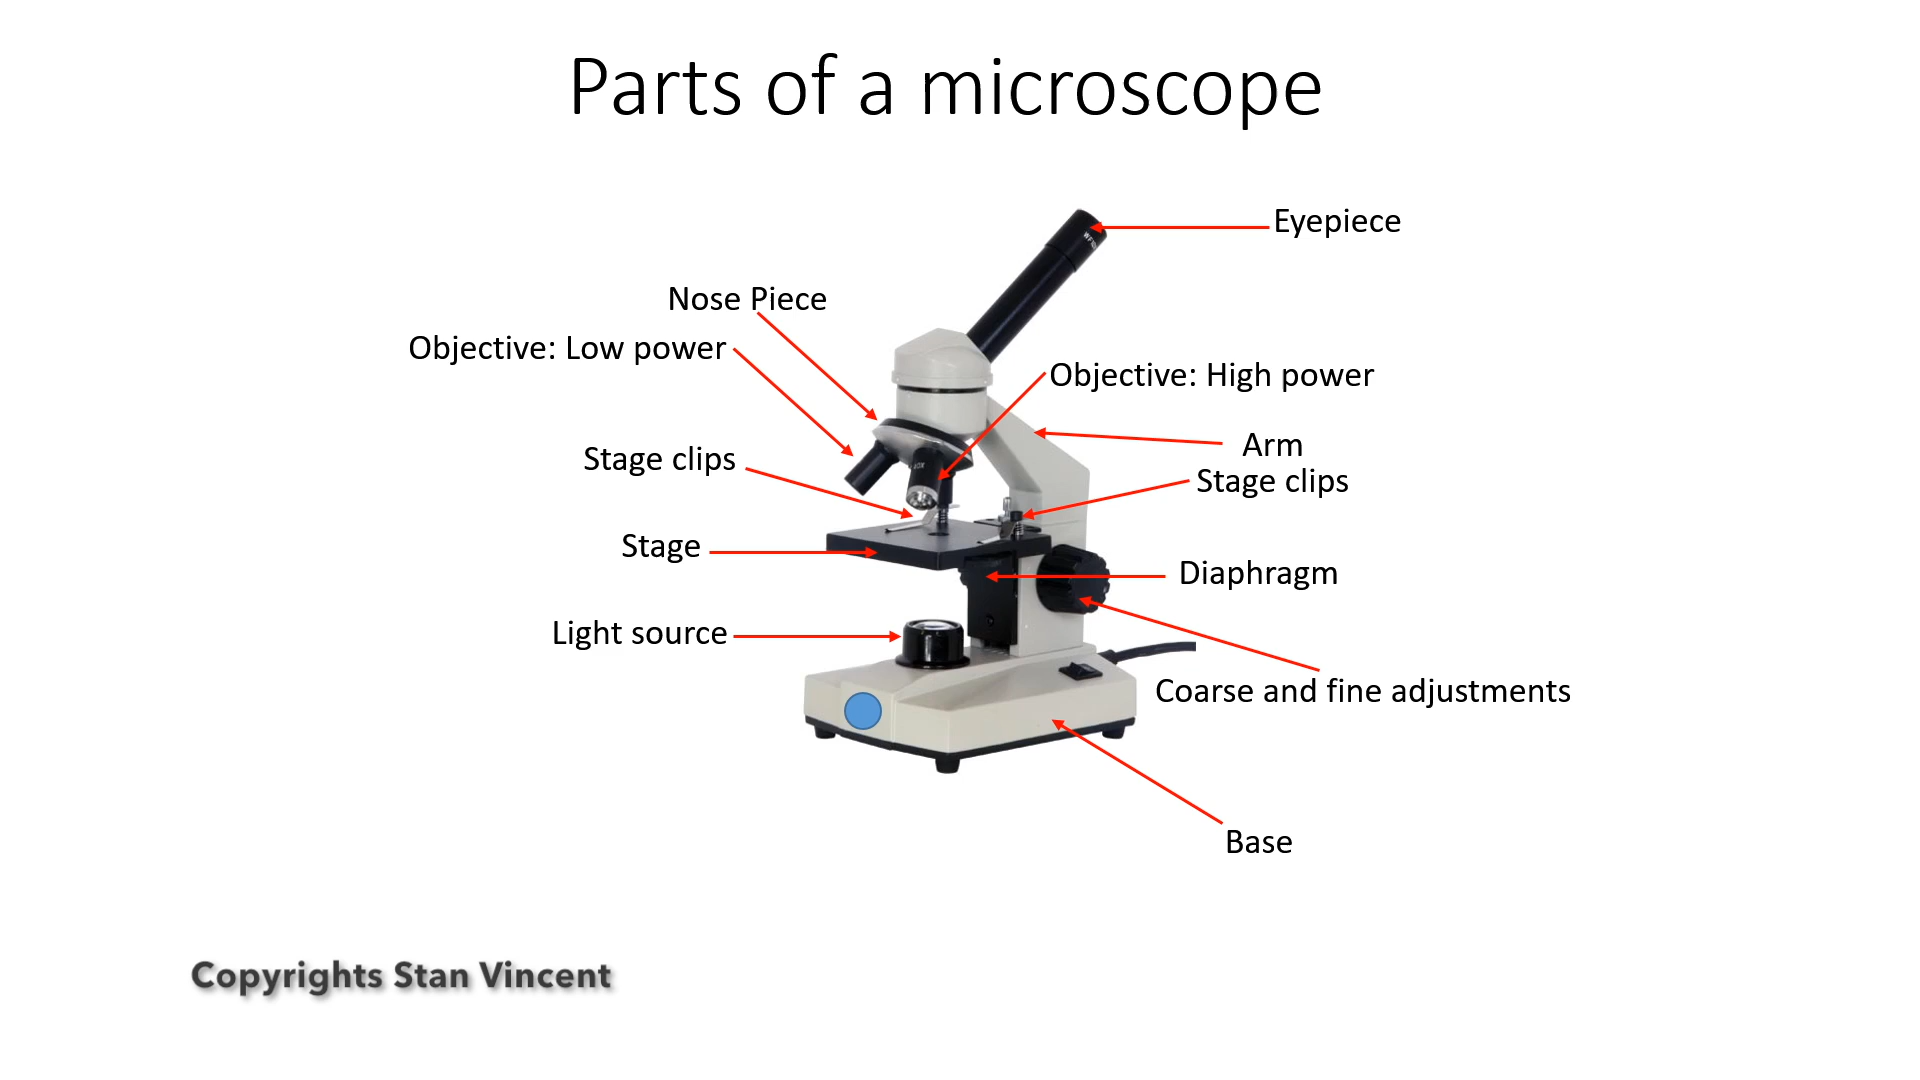 Parts of a microscope
Eyepiece
Nose Piece
Objective: Low power
Objective: High power
Arm
Stage clips
Stage clips
Stage
Diaphragm
Light source
Coarse and fine adjustments
Base
Copyrights Stan Vincent